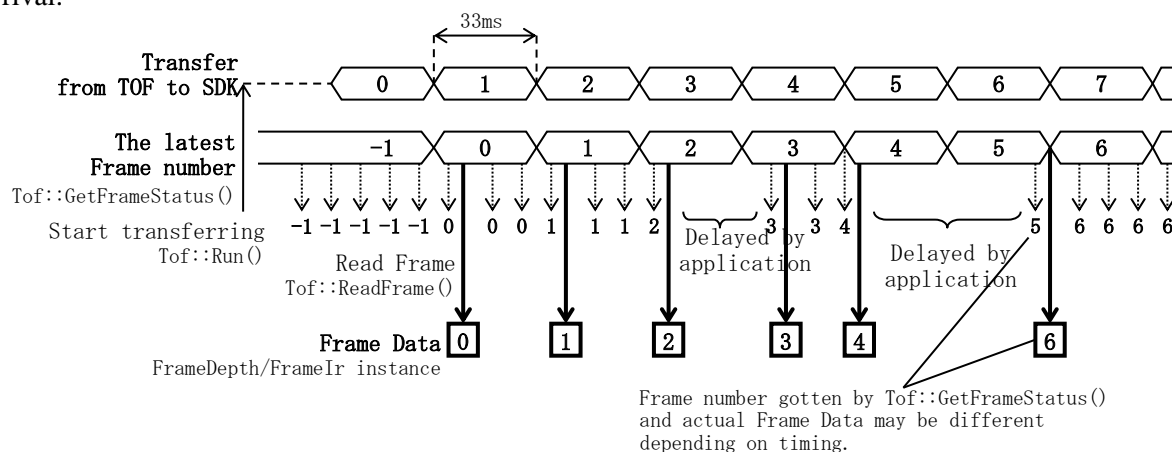 rival.
33ms
Transfer
from TOF to SDK
0 1 2 3 4 5 6 7
The latest
Frame number
-1 0 1 2 3 4 5 6
Tof::GetFrameStatus()
-1 -1 -1 -1 -1 0 0 0 1 1 1 2 3 3 4 5 6 6 6 6
Start transferring
Tof::Run()
Delayed by
application
Delayed by
application
Read Frame
Tof::ReadFrame()
Frame Data
0 1 2 3 4 6
FrameDepth/FrameIr instance
Frame number gotten by Tof::GetFrameStatus()
and actual Frame Data may be different
depending on timing.